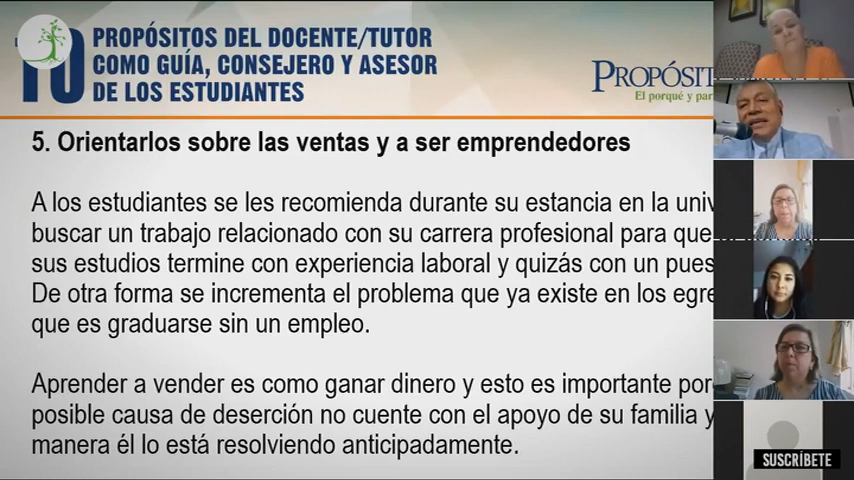 10 PROPÓSITOS DEL DOCENTE/TUTOR
COMO GUÍA, CONSEJERO Y ASESOR
DE LOS ESTUDIANTES
PROPÓSIT
El porqué y par
5. Orientarlos sobre las ventas y a ser emprendedores
A los estudiantes se les recomienda durante su estancia en la univ
buscar un trabajo relacionado con su carrera profesional para que
sus estudios termine con experiencia laboral y quizás con un pues
De otra forma se incrementa el problema que ya existe en los egre
que es graduarse sin un empleo.
Aprender a vender es como ganar dinero y esto es importante por
posible causa de deserción no cuente con el apoyo de su familia y
manera él lo está resolviendo anticipadamente.
SUSCRÍBETE